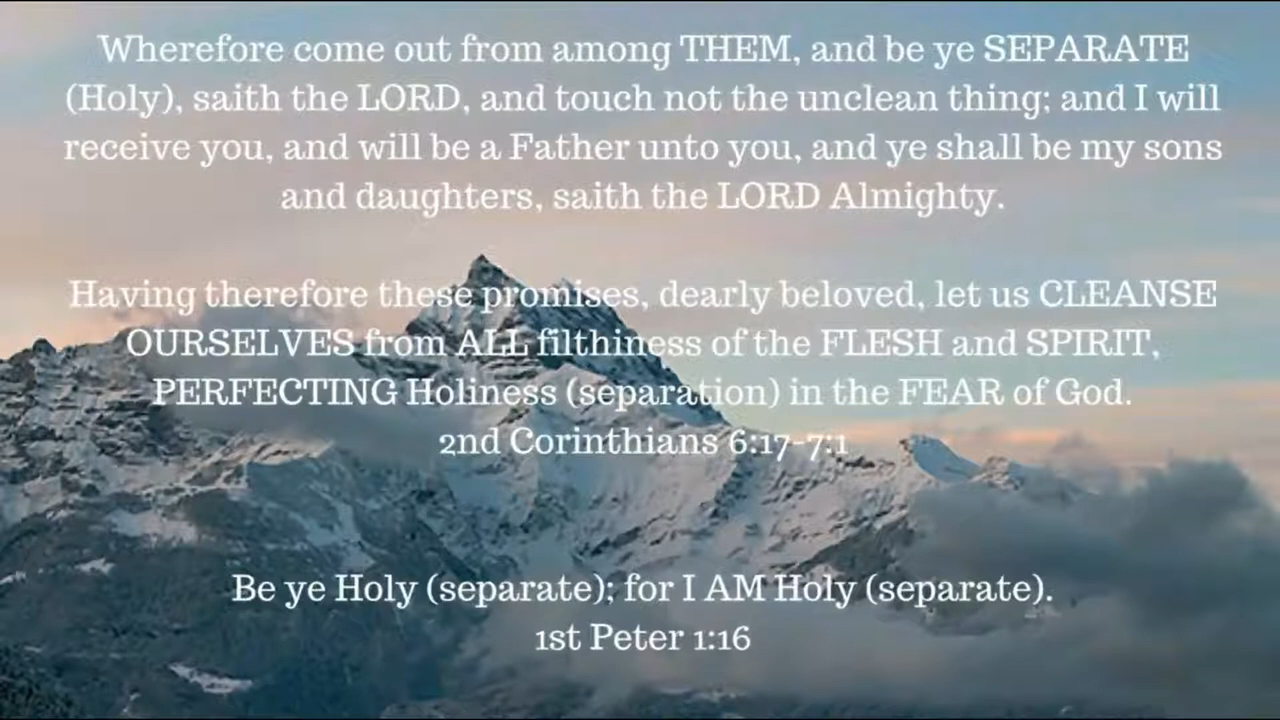 Wherefore come out from among THEM, and be ye SEPARATE
(Holy), saith the LORD, and touch not the unclean thing; and I will
receive you, and will be a Father unto you, and ye shall be my sons
and daughters, saith the LORD Almighty.
Having therefore these promises, dearly beloved, let us CLEANSE
OURSELVES from ALL filthiness of the FLESH and SPIRIT,
PERFECTING Holiness (separation) in the FEAR of God.
2nd Corinthians 6:17-7:1
Be ye Holy (separate); for I AM Holy (separate).
1st Peter 1:16